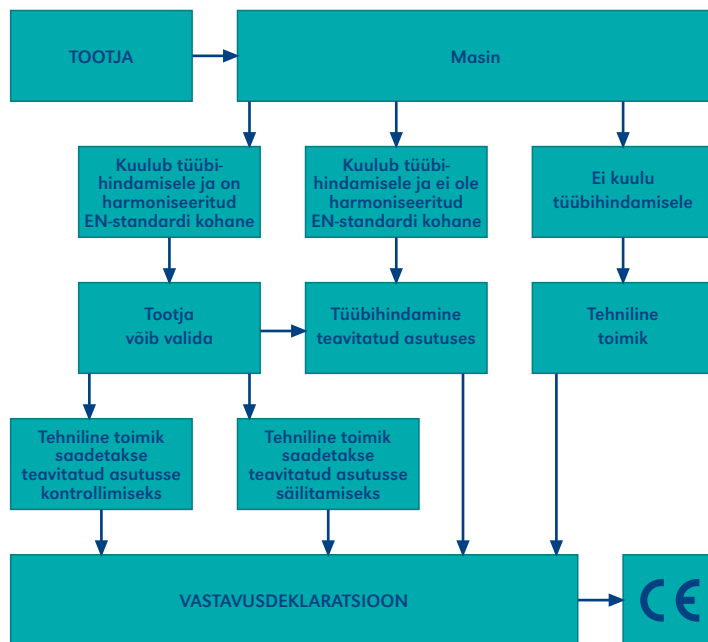 TOOTJA
Masin
Kuulub tüübi-
hindamisele ja on
harmoniseeritud
EN-standardi kohane
Kuulub tüübi-
hindamisele ja ei ole
harmoniseeritud
EN-standardi kohane
Ei kuulu
tüübihindamisele
Tootja
võib valida
Tüübihindamine
teavitatud asutuses
Tehniline
toimik
Tehniline toimik
saadetakse
teavitatud asutusse
kontrollimiseks
Tehniline toimik
saadetakse
teavitatud asutusse
säilitamiseks
VASTAVUSDEKLARATSIOON
CE